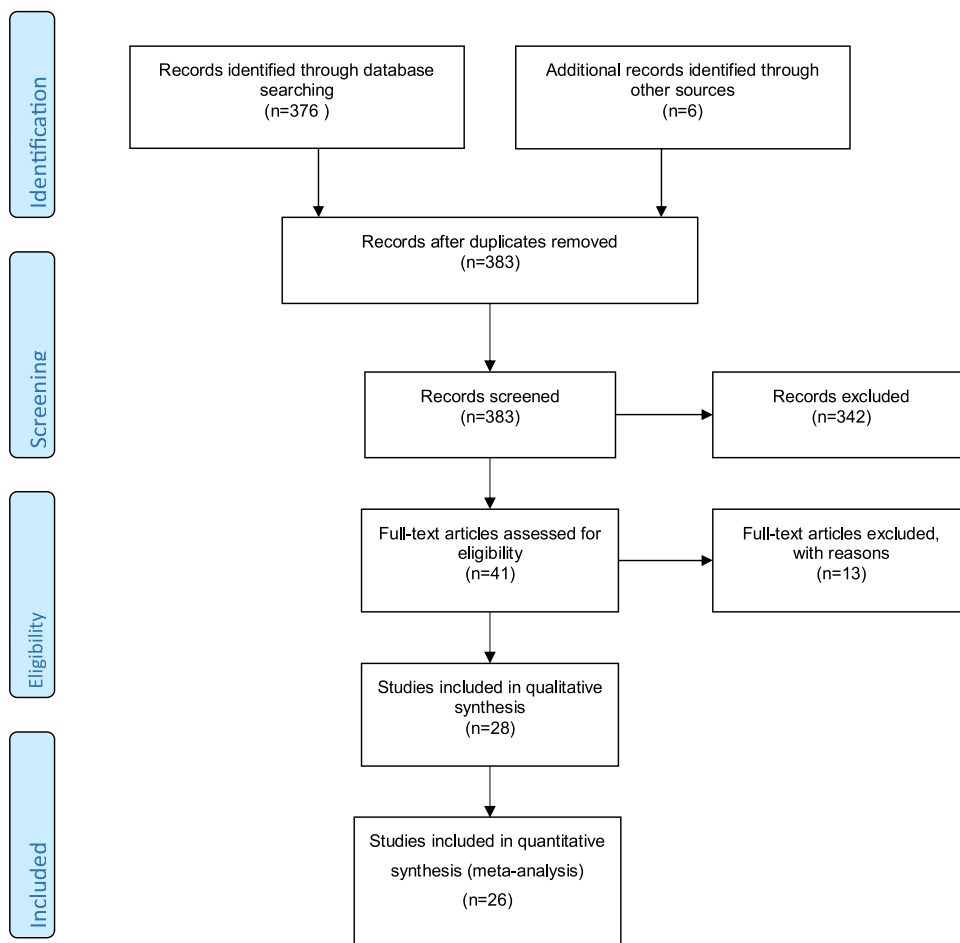 Identification
Records identified through database
searching
(n=376 )
Additional records identified through
other sources
(n=6)
Records after duplicates removed
(n=383)
Screening
Records screened
(n=383)
Records excluded
(n=342)
Eligibility
Full-text articles assessed for
eligibility
(n=41)
Full-text articles excluded,
with reasons
(n=13)
Studies included in qualitative
synthesis
(n=28)
Included
Studies included in quantitative
synthesis (meta-analysis)
(n=26)